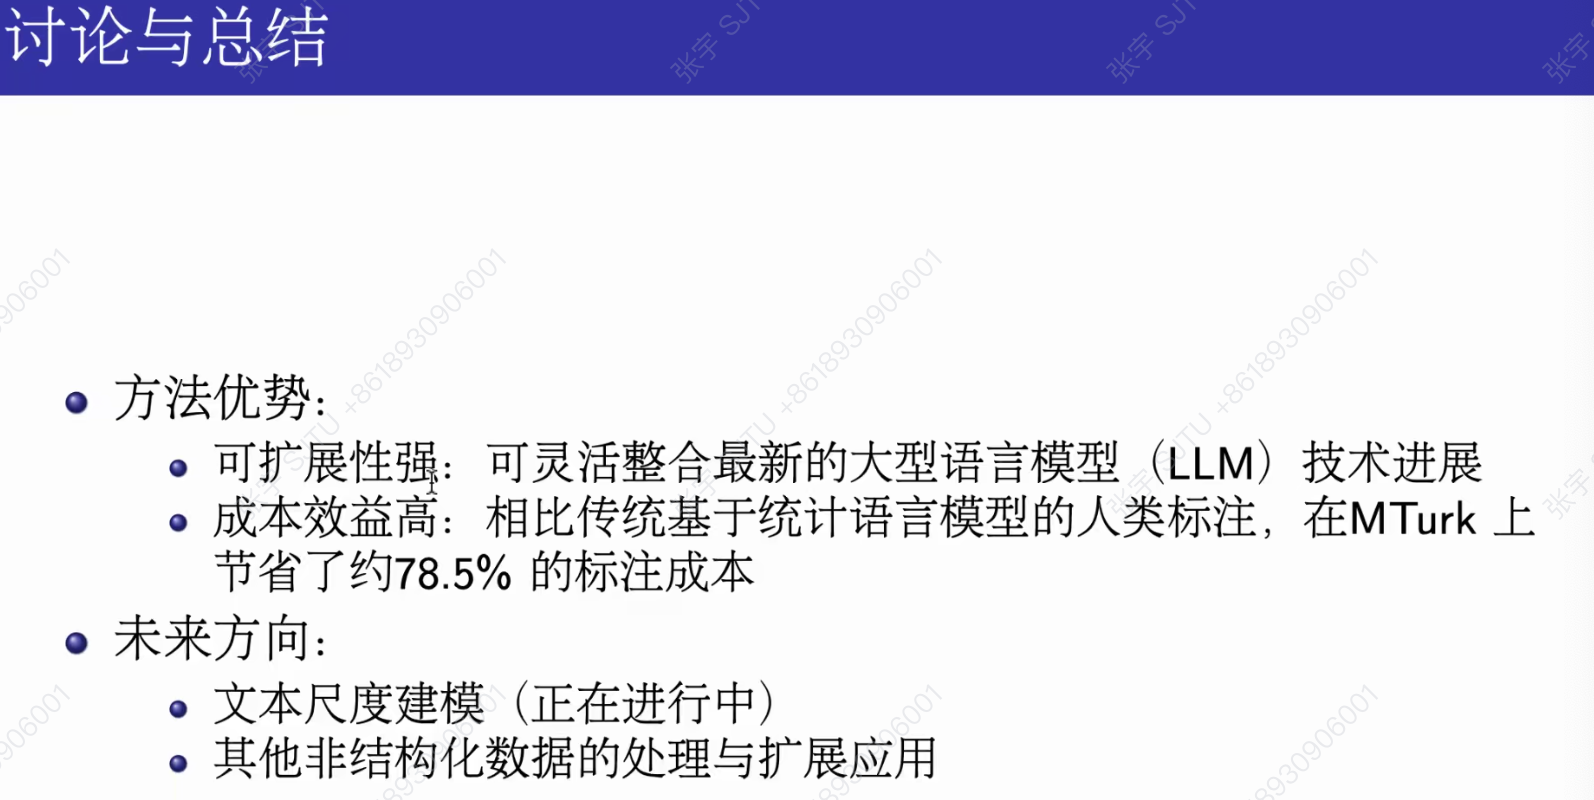 讨论与总结
方法优势：
可扩展性强：可灵活整合最新的大型语言模型（LLM）技术进展
成本效益高：相比传统基于统计语言模型的人类标注，在MTurk 上
节省了约78.5% 的标注成本
未来方向：
文本尺度建模（正在进行中）
其他非结构化数据的处理与扩展应用
张宇 SJTU +8618930906001